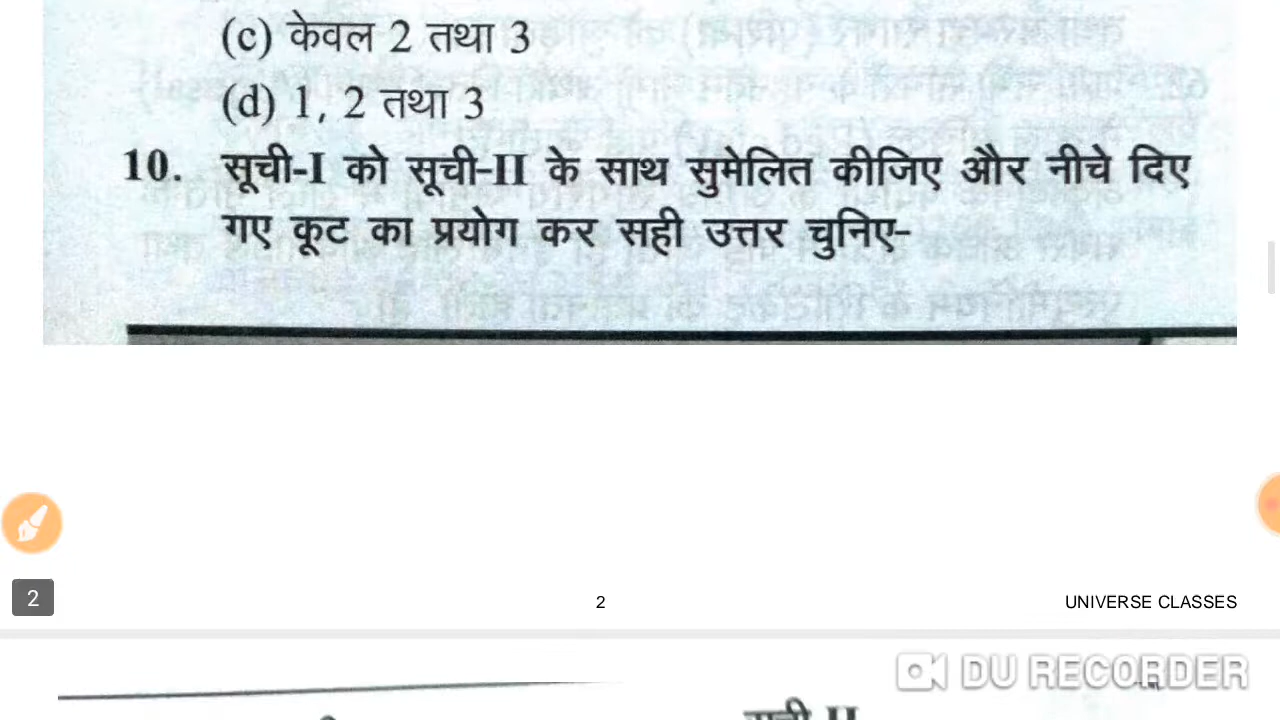 (c) केवल 2 तथा 3
(d) 1, 2 तथा 3
10. सूची-I को सूची-II के साथ सुमेलित कीजिए और नीचे दिए
गए कूट का प्रयोग कर सही उत्तर चुनिए-
2
2
UNIVERSE CLASSES
DU RECORDER